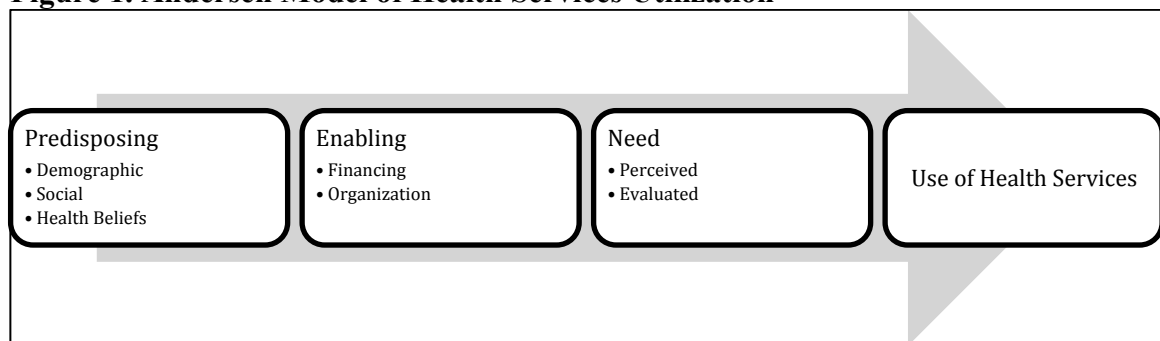 Figure 1. Andersen Model of Health Services Utilization
Predisposing
• Demographic
• Social
• Health Beliefs
Enabling
• Financing
• Organization
Need
• Perceived
• Evaluated
Use of Health Services